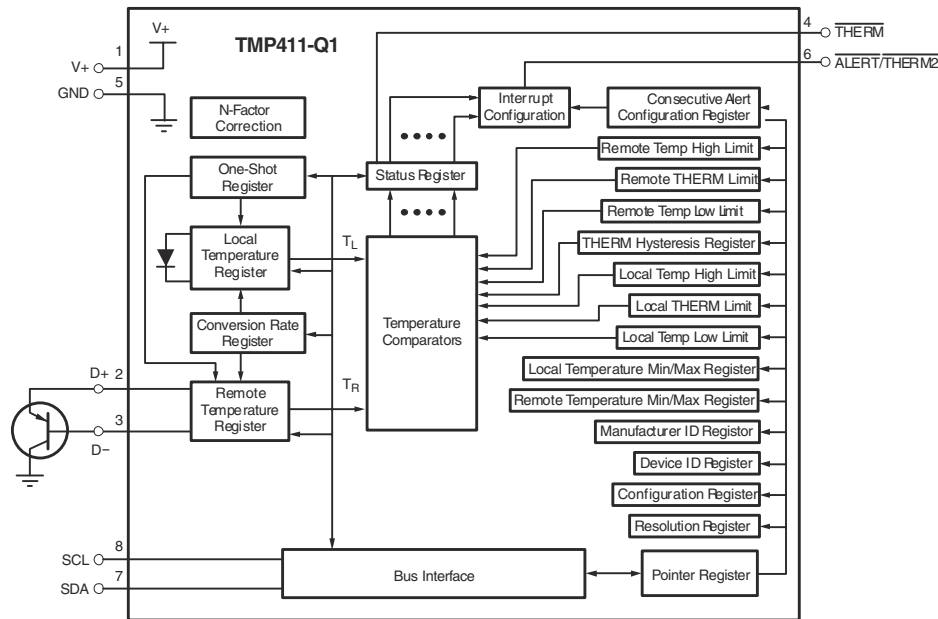 V+
TMP411-Q1
4
THERM
1
V+
6
ALERT/THERM2
5
GND
N-Factor
Correction
Interrupt
Configuration
Consecutive Alert
Configuration Register
Remote Temp High Limit
One-Shot
Register
Status Register
Remote THERM Limit
Remote Temp Low Limit
Local
Temperature
Register
TL
THERM Hysteresis Register
Local Temp High Limit
Temperature
Comparators
Local THERM Limit
Conversion Rate
Register
Local Temp Low Limit
Local Temperature Min/Max Register
D+
2
Remote
Temperature
Register
TR
Remote Temperature Min/Max Register
3
D−
Manufacturer ID Registor
Device ID Register
Configuration Register
Resolution Register
8
SCL
Bus Interface
Pointer Register
7
SDA